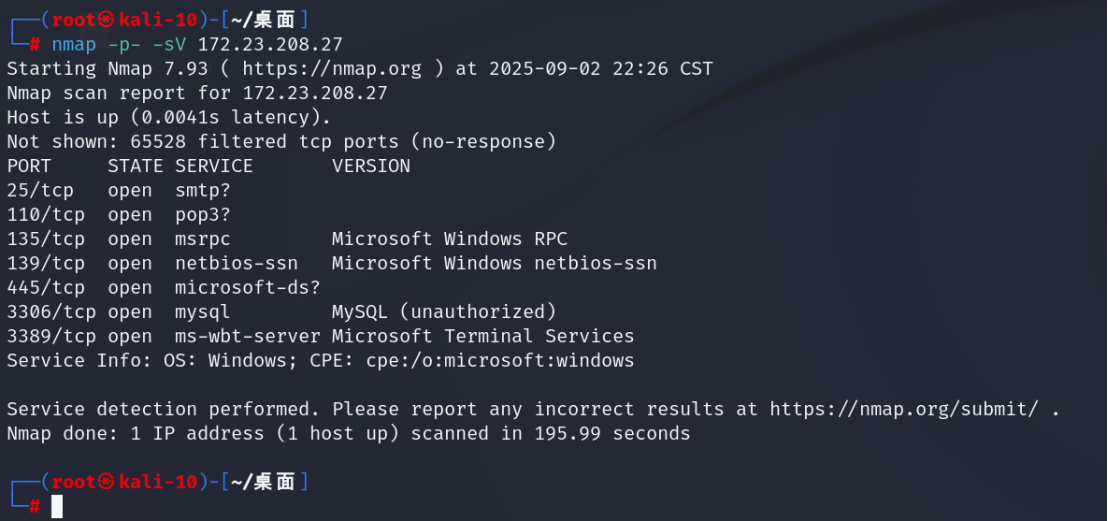 ┌──(root㉿kali-10)-[~/桌面]
└─# nmap -p- -sV 172.23.208.27
Starting Nmap 7.93 ( https://nmap.org ) at 2025-09-02 22:26 CST
Nmap scan report for 172.23.208.27
Host is up (0.0041s latency).
Not shown: 65528 filtered tcp ports (no-response)
PORT     STATE SERVICE       VERSION
25/tcp   open  smtp?
110/tcp  open  pop3?
135/tcp  open  msrpc         Microsoft Windows RPC
139/tcp  open  netbios-ssn   Microsoft Windows netbios-ssn
445/tcp  open  microsoft-ds?
3306/tcp open  mysql         MySQL (unauthorized)
3389/tcp open  ms-wbt-server Microsoft Terminal Services
Service Info: OS: Windows; CPE: cpe:/o:microsoft:windows
Service detection performed. Please report any incorrect results at https://nmap.org/submit/ .
Nmap done: 1 IP address (1 host up) scanned in 195.99 seconds
┌──(root㉿kali-10)-[~/桌面]
└─#